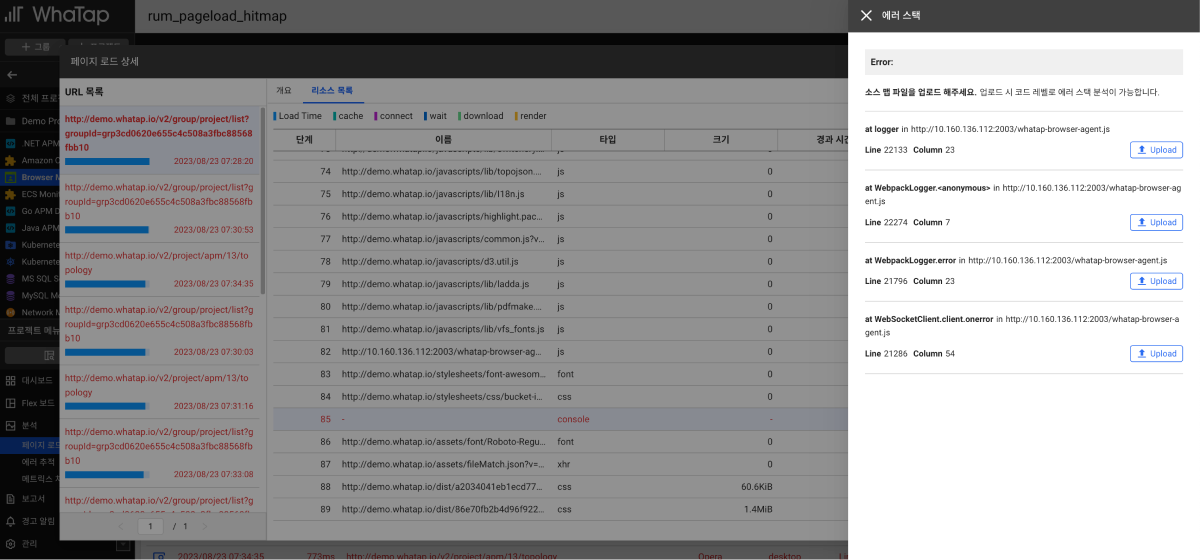 WhaTap
rum_pageload_hitmap
에러 스택
그룹
페이지 로드 상세
Error:
전체 프로
URL 목록
개요
리소스 목록
소스 맵 파일을 업로드 해주세요. 업로드 시 코드 레벨로 에러 스택 분석이 가능합니다.
Demo Pr
.NET APM
Amazon
Browser M
ECS Monit
Go APM D
Java APM
Kubernete
Kubernete
MS SQL S
MySQL Mo
Network M
프로젝트 메뉴
대시보드
Flex 보드
분석
페이지 로드
에러 추적
메트릭스 차
보고서
경고 알림
관리
http://demo.whatap.io/v2/group/project/list?g
groupId=grp3cd0620e655c4c508a3fbc88568
fbb10
2023/08/23 07:28:20
http://demo.whatap.io/v2/group/project/list?g
roupId=grp3cd0620e655c4c508a3fbc88568fb
b10
2023/08/23 07:30:53
http://demo.whatap.io/v2/project/apm/13/to
pology
2023/08/23 07:34:35
http://demo.whatap.io/v2/group/project/list?g
roupId=grp3cd0620e655c4c508a3fbc88568fb
b10
2023/08/23 07:30:03
http://demo.whatap.io/v2/project/apm/13/to
pology
2023/08/23 07:31:16
http://demo.whatap.io/v2/group/project/list?g
roupId=grp3cd0620e655c4c508a3fbc88568fb
b10
2023/08/23 07:33:08
http://demo.whatap.io/v2/group/project/list?g
1 / 1
Load Time cache connect wait download render
단계 이름 타입 크기 경과 시간
74 http://demo.whatap.io/javascripts/lib/topojson.... js 0
75 http://demo.whatap.io/javascripts/lib/I18n.js js 0
76 http://demo.whatap.io/javascripts/highlight.pac... js 0
77 http://demo.whatap.io/javascripts/common.js?v... js 0
78 http://demo.whatap.io/javascripts/d3.util.js js 0
79 http://demo.whatap.io/javascripts/lib/ladda.js js 0
80 http://demo.whatap.io/javascripts/lib/pdfmake.... js 0
81 http://demo.whatap.io/javascripts/lib/vfs_fonts.js js 0
82 http://10.160.136.112:2003/whatap-browser-ag... js 0
83 http://demo.whatap.io/stylesheets/font-awesom... font 0
84 http://demo.whatap.io/stylesheets/css/bucket-i... css 0
85 - console -
86 http://demo.whatap.io/assets/font/Roboto-Regu... font 0
87 http://demo.whatap.io/assets/fileMatch.json?v=... xhr 0
88 http://demo.whatap.io/dist/a2034041eb1ecd77... css 60.6KiB
89 http://demo.whatap.io/dist/86e70fb2b4d96f922... css 1.4MiB
2023/08/23 07:34:35 773ms http://demo.whatap.io/v2/project/apm/13/topology Opera desktop
at logger in http://10.160.136.112:2003/whatap-browser-agent.js
Line 22133 Column 23
Upload
at WebpackLogger.<anonymous> in http://10.160.136.112:2003/whatap-browser-ag
ent.js
Line 22274 Column 7
Upload
at WebpackLogger.error in http://10.160.136.112:2003/whatap-browser-agent.js
Line 21796 Column 23
Upload
at WebSocketClient.client.onerror in http://10.160.136.112:2003/whatap-browser-a
gent.js
Line 21286 Column 54
Upload